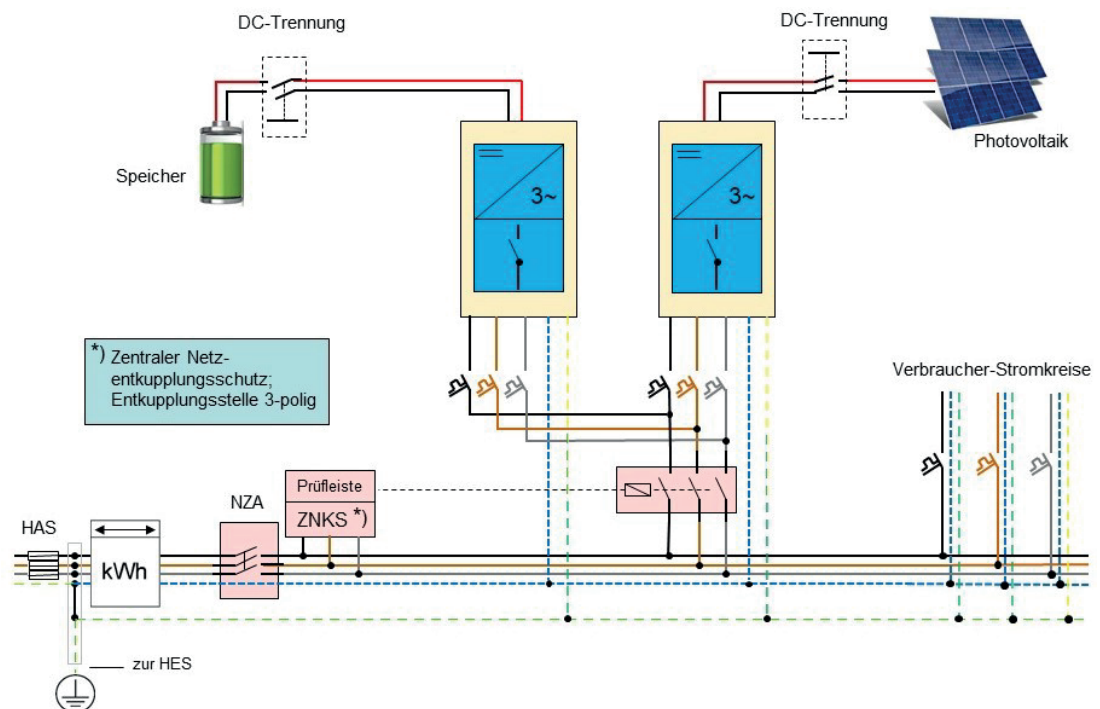 DC-Trennung
DC-Trennung
Photovoltaik
Speicher
3~
3~
*) Zentraler Netz-
entkupplungsschutz;
Entkupplungsstelle 3-polig
Verbraucher-Stromkreise
Prüfleiste
ZNKS *)
NZA
HAS
kWh
zur HES